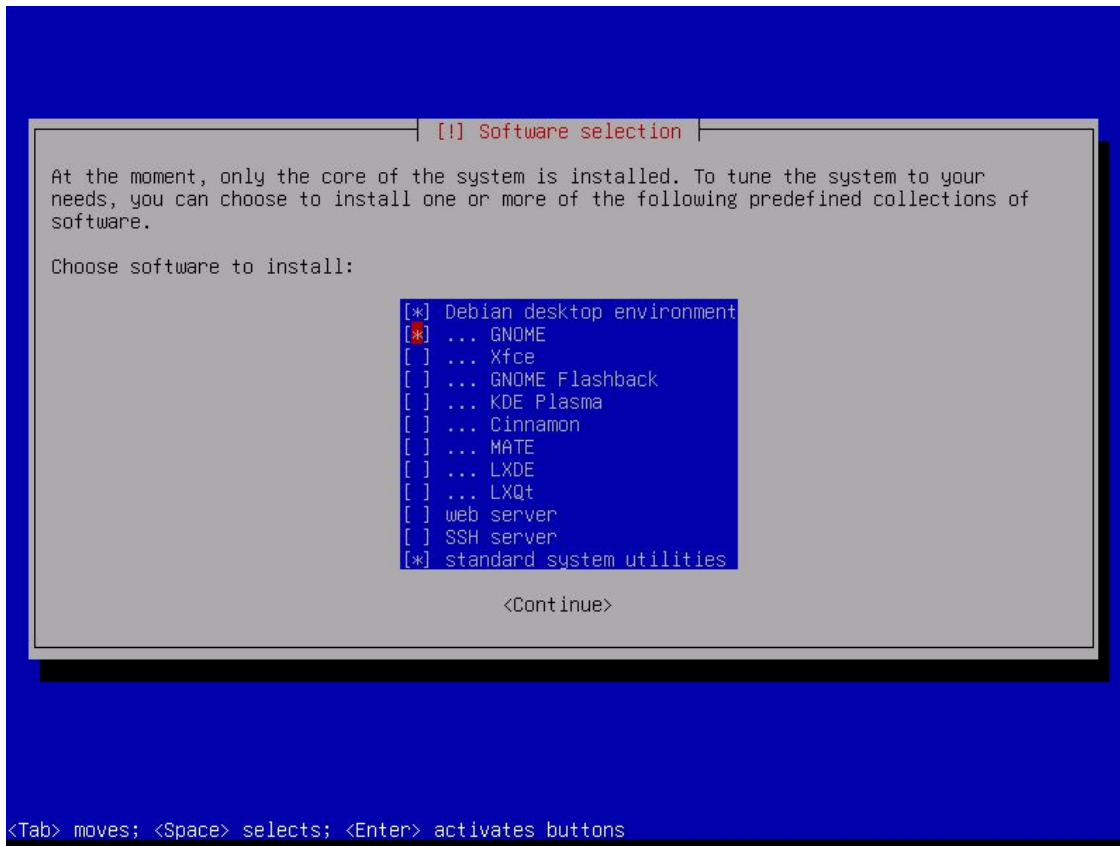 [!] Software selection
At the moment, only the core of the system is installed. To tune the system to your
needs, you can choose to install one or more of the following predefined collections of
software.
Choose software to install:
[*] Debian desktop environment
[*] ... GNOME
[ ] ... Xfce
[ ] ... GNOME Flashback
[ ] ... KDE Plasma
[ ] ... Cinnamon
[ ] ... MATE
[ ] ... LXDE
[ ] ... LXQt
[ ] web server
[ ] SSH server
[*] standard system utilities
<Continue>
<Tab> moves; <Space> selects; <Enter> activates buttons